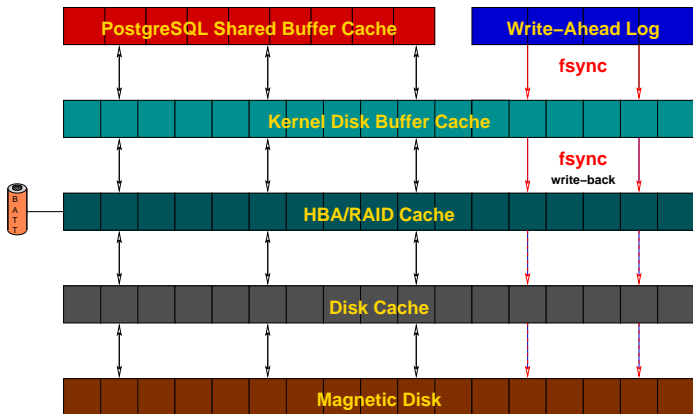 PostgreSQL Shared Buffer Cache
Write−Ahead Log
fsync
Kernel Disk Buffer Cache
fsync
write−back
B
A
T
T
HBA/RAID Cache
Disk Cache
Magnetic Disk